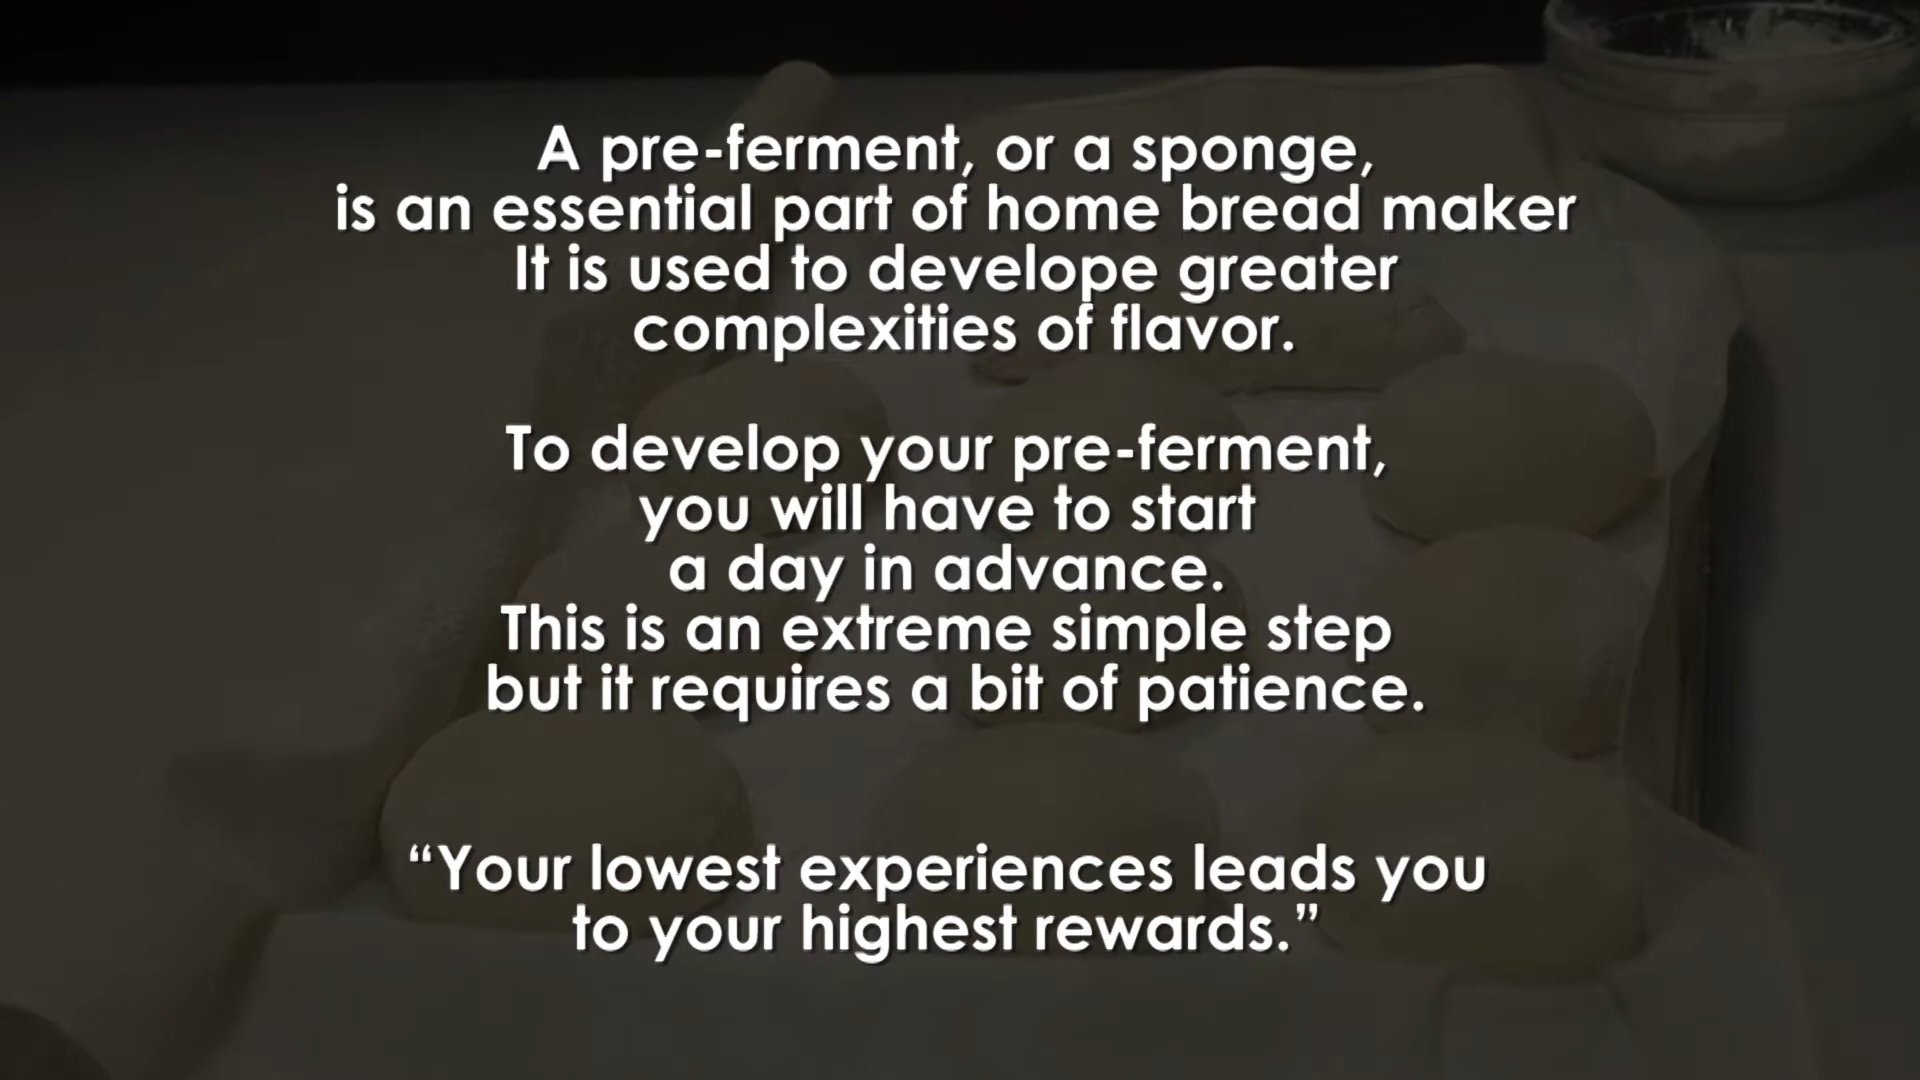 A pre-ferment, or a sponge,
is an essential part of home bread maker
It is used to develope greater
complexities of flavor.
To develop your pre-ferment,
you will have to start
a day in advance.
This is an extreme simple step
but it requires a bit of patience.
“Your lowest experiences leads you
to your highest rewards.”